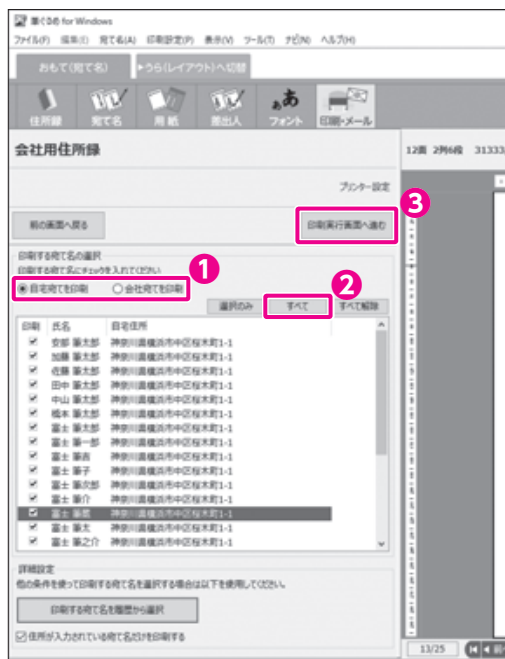 筆ぐるめ for Windows
ファイル(F) 編集(E) 宛て名(A) 印刷設定(P) 表示(V) ツール(T) ナビ(N) ヘルプ(H)
おもて(宛て名) ▶うら(レイアウト)へ切替
住所録 宛て名 用紙 差出人 フォント 印刷・メール
会社用住所録
12面 2列6段 31333
プリンター設定
❸
前の画面へ戻る 印刷実行画面へ進む
印刷する宛て名の選択
印刷する宛て名にチェックを入れてください
❶
自宅宛てを印刷 会社宛てを印刷
❷
選択のみ すべて すべて解除
印刷 氏名 自宅住所
安部 筆太郎 神奈川県横浜市中区桜木町1-1
加藤 筆太郎 神奈川県横浜市中区桜木町1-1
佐藤 筆太郎 神奈川県横浜市中区桜木町1-1
田中 筆太郎 神奈川県横浜市中区桜木町1-1
中山 筆太郎 神奈川県横浜市中区桜木町1-1
橋本 筆太郎 神奈川県横浜市中区桜木町1-1
富士 筆太郎 神奈川県横浜市中区桜木町1-1
富士 筆一郎 神奈川県横浜市中区桜木町1-1
富士 筆吉 神奈川県横浜市中区桜木町1-1
富士 筆子 神奈川県横浜市中区桜木町1-1
富士 筆次郎 神奈川県横浜市中区桜木町1-1
富士 筆介 神奈川県横浜市中区桜木町1-1
富士 神奈川県横浜市中区桜木町1-1
富士 筆太 神奈川県横浜市中区桜木町1-1
富士 筆之介 神奈川県横浜市中区桜木町1-1
詳細設定
他の条件を使って印刷する宛て名を選択する場合は以下を使用してください。
印刷する宛て名を履歴から選択
住所が入力されている宛て名だけを印刷する
13/25 前